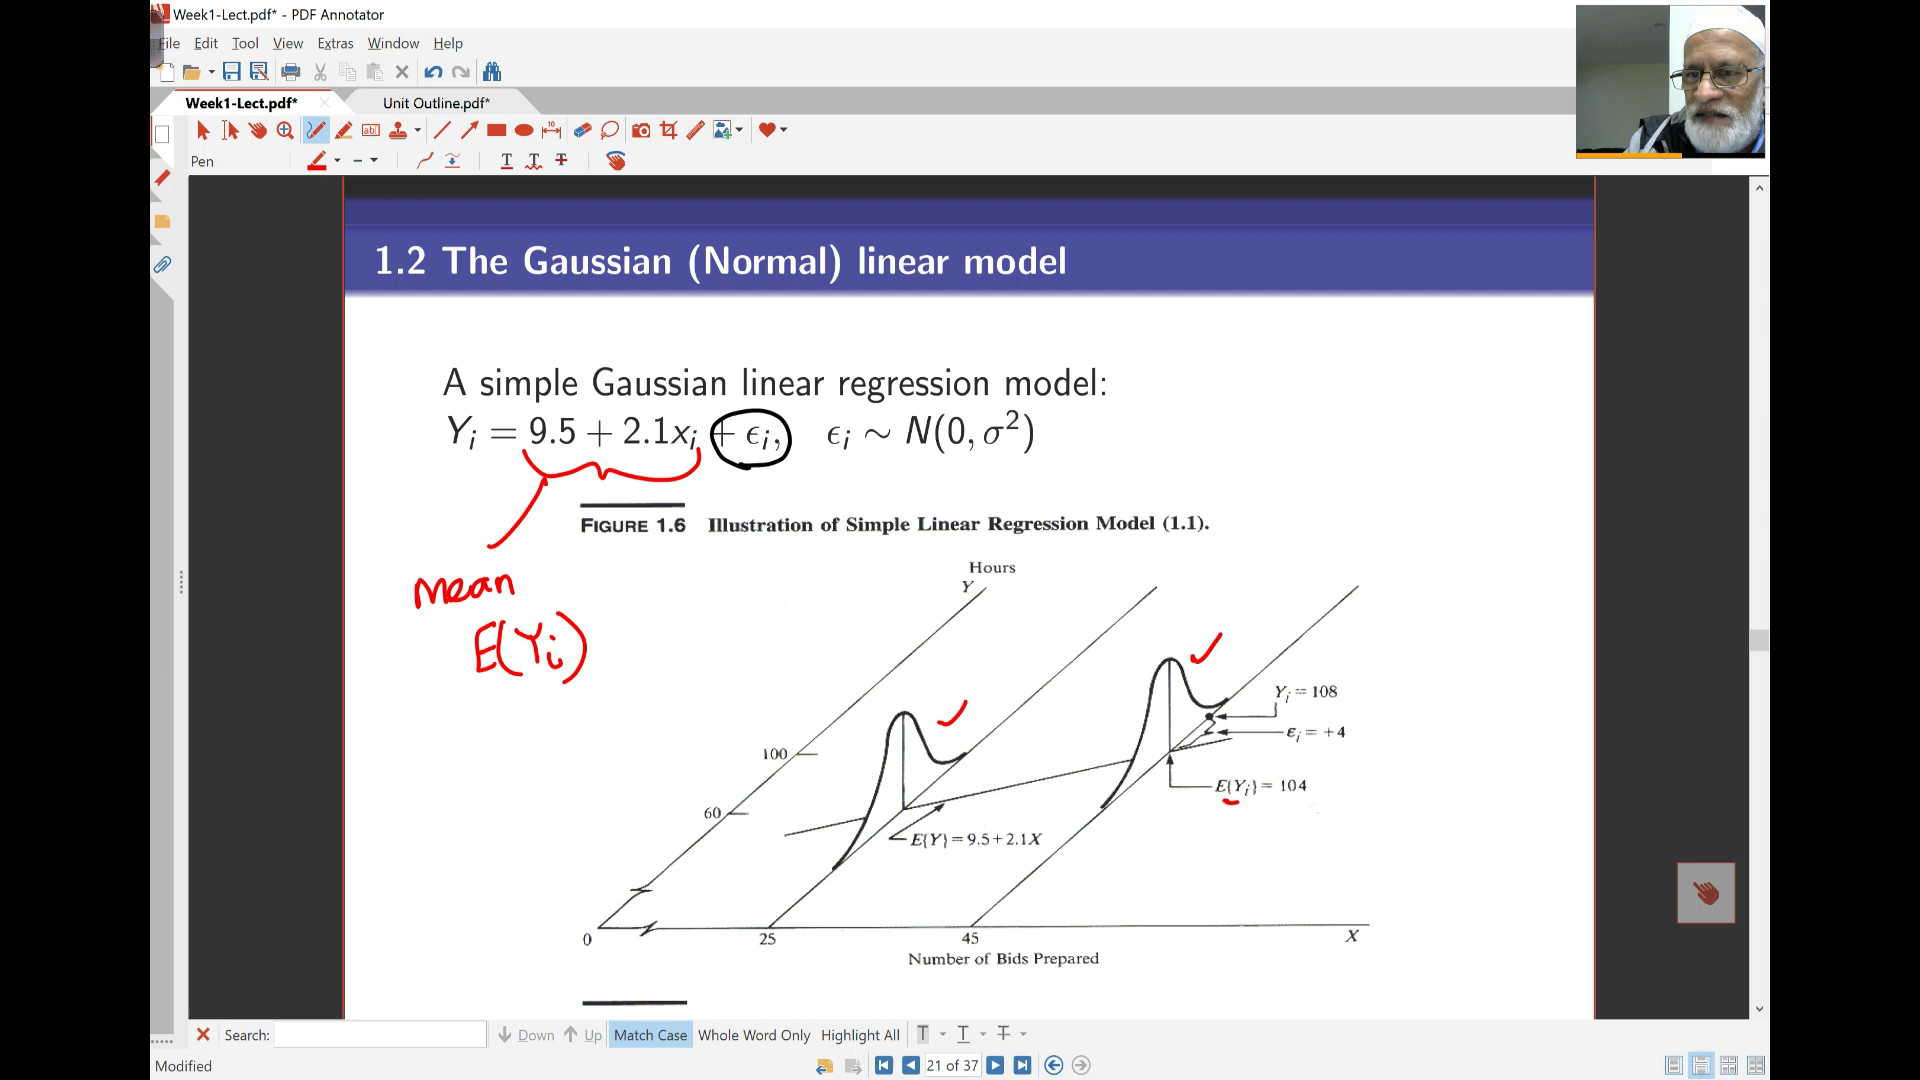 Week1-Lect.pdf* - PDF Annotator
File Edit Tool View Extras Window Help
Week1-Lect.pdf* Unit Outline.pdf*
Pen
1.2 The Gaussian (Normal) linear model
A simple Gaussian linear regression model:
Yᵢ = 9.5 + 2.1xᵢ + ϵᵢ, ϵᵢ ∼ N(0, σ²)
mean
E(Yᵢ)
FIGURE 1.6 Illustration of Simple Linear Regression Model (1.1).
Hours
Y
Yᵢ = 108
εᵢ = +4
100
E{Yᵢ} = 104
60
E{Y} = 9.5 + 2.1X
0 25 45 X
Number of Bids Prepared
Search: Down Up Match Case Whole Word Only Highlight All
Modified 21 of 37